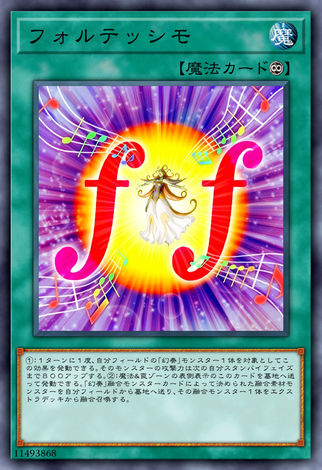 フォルテッシモ
魔
【魔法カード】
ff
①：１ターンに１度、自分フィールドの「幻奏」モンスター１体を対象としてこ
の効果を発動できる。そのモンスターの攻撃力は次の自分スタンバイフェイズ
まで８００アップする。②：魔法＆罠ゾーンの表側表示のこのカードを墓地へ送
って発動できる。「幻奏」融合モンスターカードによって決められた融合素材モ
ンスターを自分フィールドから墓地へ送り、その融合モンスター１体をエクス
トラデッキから融合召喚する。
11493868